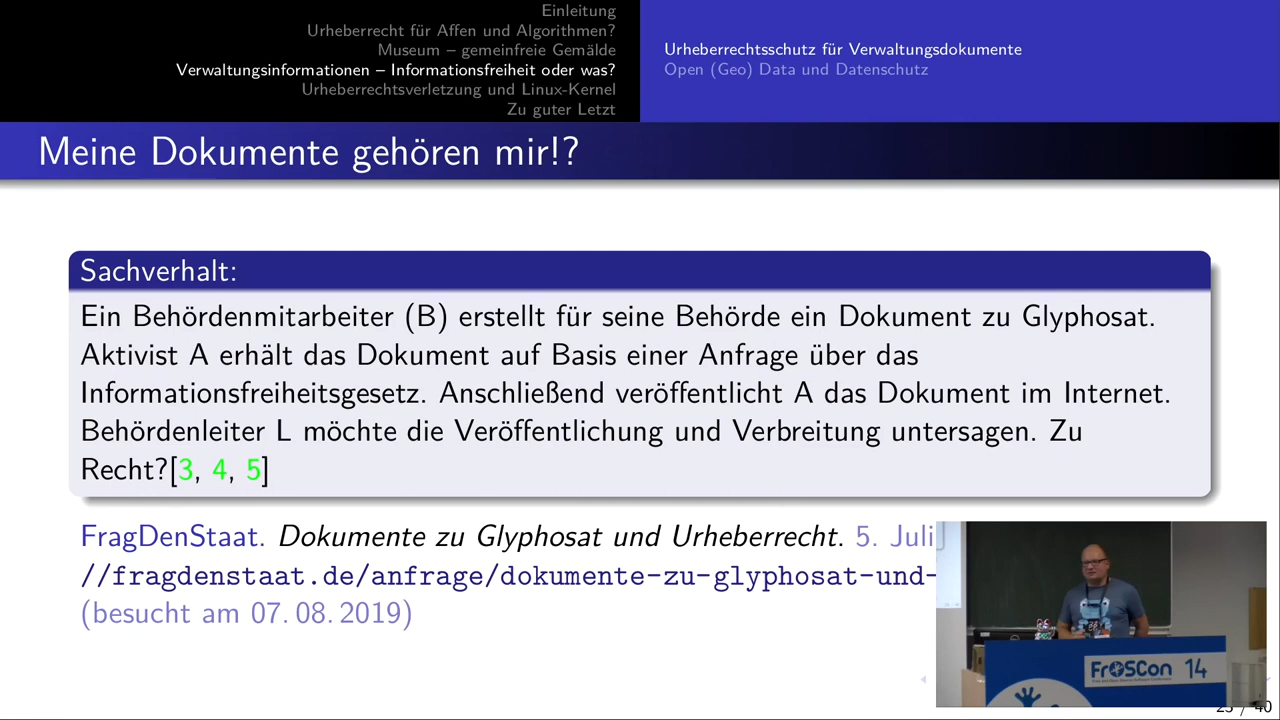 Einleitung
Urheberrecht für Affen und Algorithmen?
Museum – gemeinfreie Gemälde
Verwaltungsinformationen – Informationsfreiheit oder was?
Urheberrechtsverletzung und Linux-Kernel
Zu guter Letzt
Urheberrechtsschutz für Verwaltungsdokumente
Open (Geo) Data und Datenschutz
Meine Dokumente gehören mir!?
Sachverhalt:
Ein Behördenmitarbeiter (B) erstellt für seine Behörde ein Dokument zu Glyphosat.
Aktivist A erhält das Dokument auf Basis einer Anfrage über das
Informationsfreiheitsgesetz. Anschließend veröffentlicht A das Dokument im Internet.
Behördenleiter L möchte die Veröffentlichung und Verbreitung untersagen. Zu
Recht?[3, 4, 5]
FragDenStaat. Dokumente zu Glyphosat und Urheberrecht. 5. Juli
//fragdenstaat.de/anfrage/dokumente-zu-glyphosat-und-
(besucht am 07. 08. 2019)
FrOSCon 14